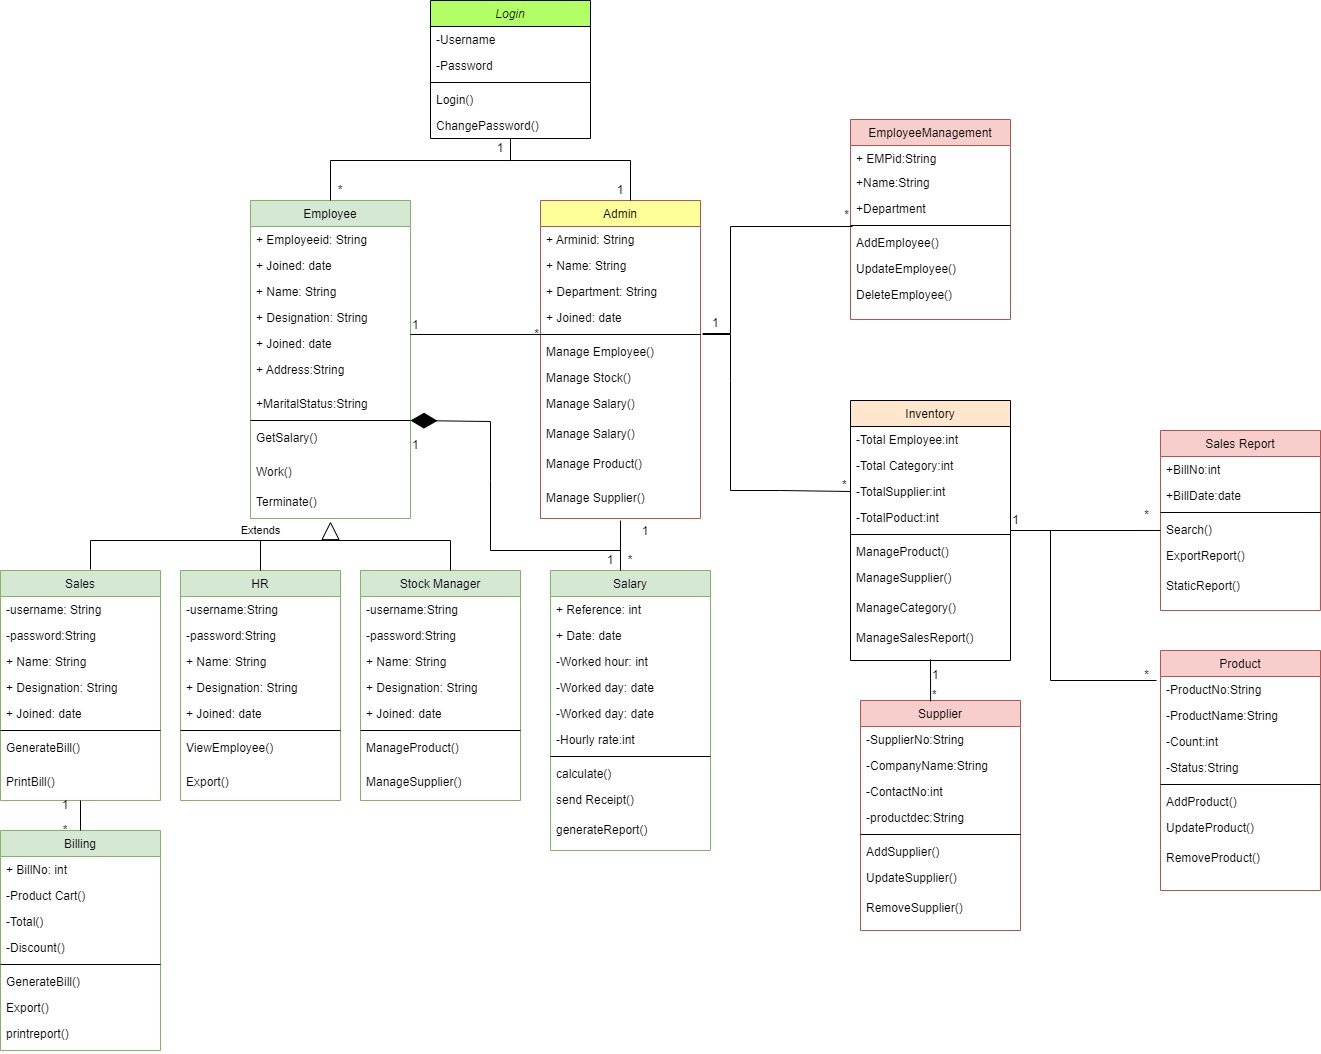 Login
-Username
-Password
Login()
ChangePassword()
1
*
1
Employee
+ Employeeid: String
+ Joined: date
+ Name: String
+ Designation: String
+ Joined: date
+ Address:String
+MaritalStatus:String
GetSalary()
Work()
Terminate()
1
*
1
Admin
+ Arminid: String
+ Name: String
+ Department: String
+ Joined: date
Manage Employee()
Manage Stock()
Manage Salary()
Manage Salary()
Manage Product()
Manage Supplier()
1
*
*
EmployeeManagement
+ EMPid:String
+Name:String
+Department
AddEmployee()
UpdateEmployee()
DeleteEmployee()
Inventory
-Total Employee:int
-Total Category:int
-TotalSupplier:int
-TotalPoduct:int
ManageProduct()
ManageSupplier()
ManageCategory()
ManageSalesReport()
1
*
*
Sales Report
+BillNo:int
+BillDate:date
Search()
ExportReport()
StaticReport()
Extends
1
1
*
Sales
-username: String
-password:String
+ Name: String
+ Designation: String
+ Joined: date
GenerateBill()
PrintBill()
HR
-username:String
-password:String
+ Name: String
+ Designation: String
+ Joined: date
ViewEmployee()
Export()
Stock Manager
-username:String
-password:String
+ Name: String
+ Designation: String
+ Joined: date
ManageProduct()
ManageSupplier()
Salary
+ Reference: int
+ Date: date
-Worked hour: int
-Worked day: date
-Worked day: date
-Hourly rate:int
calculate()
send Receipt()
generateReport()
1
*
Supplier
-SupplierNo:String
-CompanyName:String
-ContactNo:int
-productdec:String
AddSupplier()
UpdateSupplier()
RemoveSupplier()
Product
-ProductNo:String
-ProductName:String
-Count:int
-Status:String
AddProduct()
UpdateProduct()
RemoveProduct()
1
*
Billing
+ BillNo: int
-Product Cart()
-Total()
-Discount()
GenerateBill()
Export()
printreport()